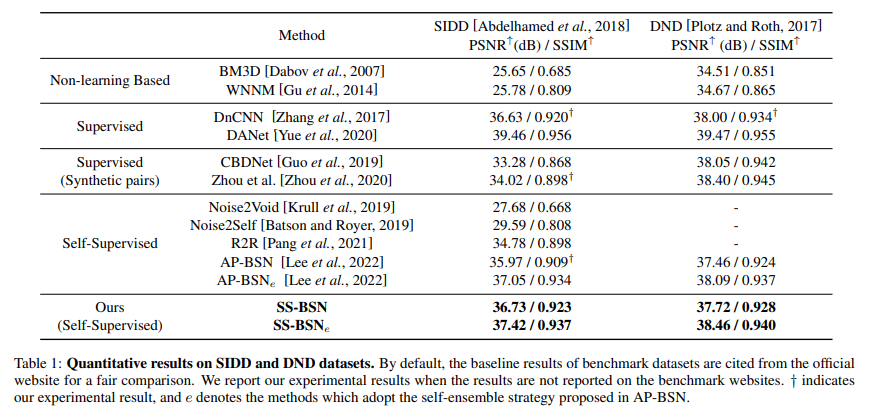 Method SIDD [Abdelhamed et al., 2018] DND [Plotz and Roth, 2017]
PSNR↑(dB) / SSIM↑ PSNR↑ (dB) / SSIM↑
Non-learning Based BM3D [Dabov et al., 2007] 25.65 / 0.685 34.51 / 0.851
WNNM [Gu et al., 2014] 25.78 / 0.809 34.67 / 0.865
Supervised DnCNN [Zhang et al., 2017] 36.63 / 0.920† 38.00 / 0.934†
DANet [Yue et al., 2020] 39.46 / 0.956 39.47 / 0.955
Supervised CBDNet [Guo et al., 2019] 33.28 / 0.868 38.05 / 0.942
(Synthetic pairs) Zhou et al. [Zhou et al., 2020] 34.02 / 0.898† 38.40 / 0.945
Noise2Void [Krull et al., 2019] 27.68 / 0.668 -
Noise2Self [Batson and Royer, 2019] 29.59 / 0.808 -
Self-Supervised R2R [Pang et al., 2021] 34.78 / 0.898 -
AP-BSN [Lee et al., 2022] 35.97 / 0.909† 37.46 / 0.924
AP-BSNe [Lee et al., 2022] 37.05 / 0.934 38.09 / 0.937
Ours SS-BSN 36.73 / 0.923 37.72 / 0.928
(Self-Supervised) SS-BSNe 37.42 / 0.937 38.46 / 0.940
Table 1: Quantitative results on SIDD and DND datasets. By default, the baseline results of benchmark datasets are cited from the official
website for a fair comparison. We report our experimental results when the results are not reported on the benchmark websites. † indicates
our experimental result, and e denotes the methods which adopt the self-ensemble strategy proposed in AP-BSN.